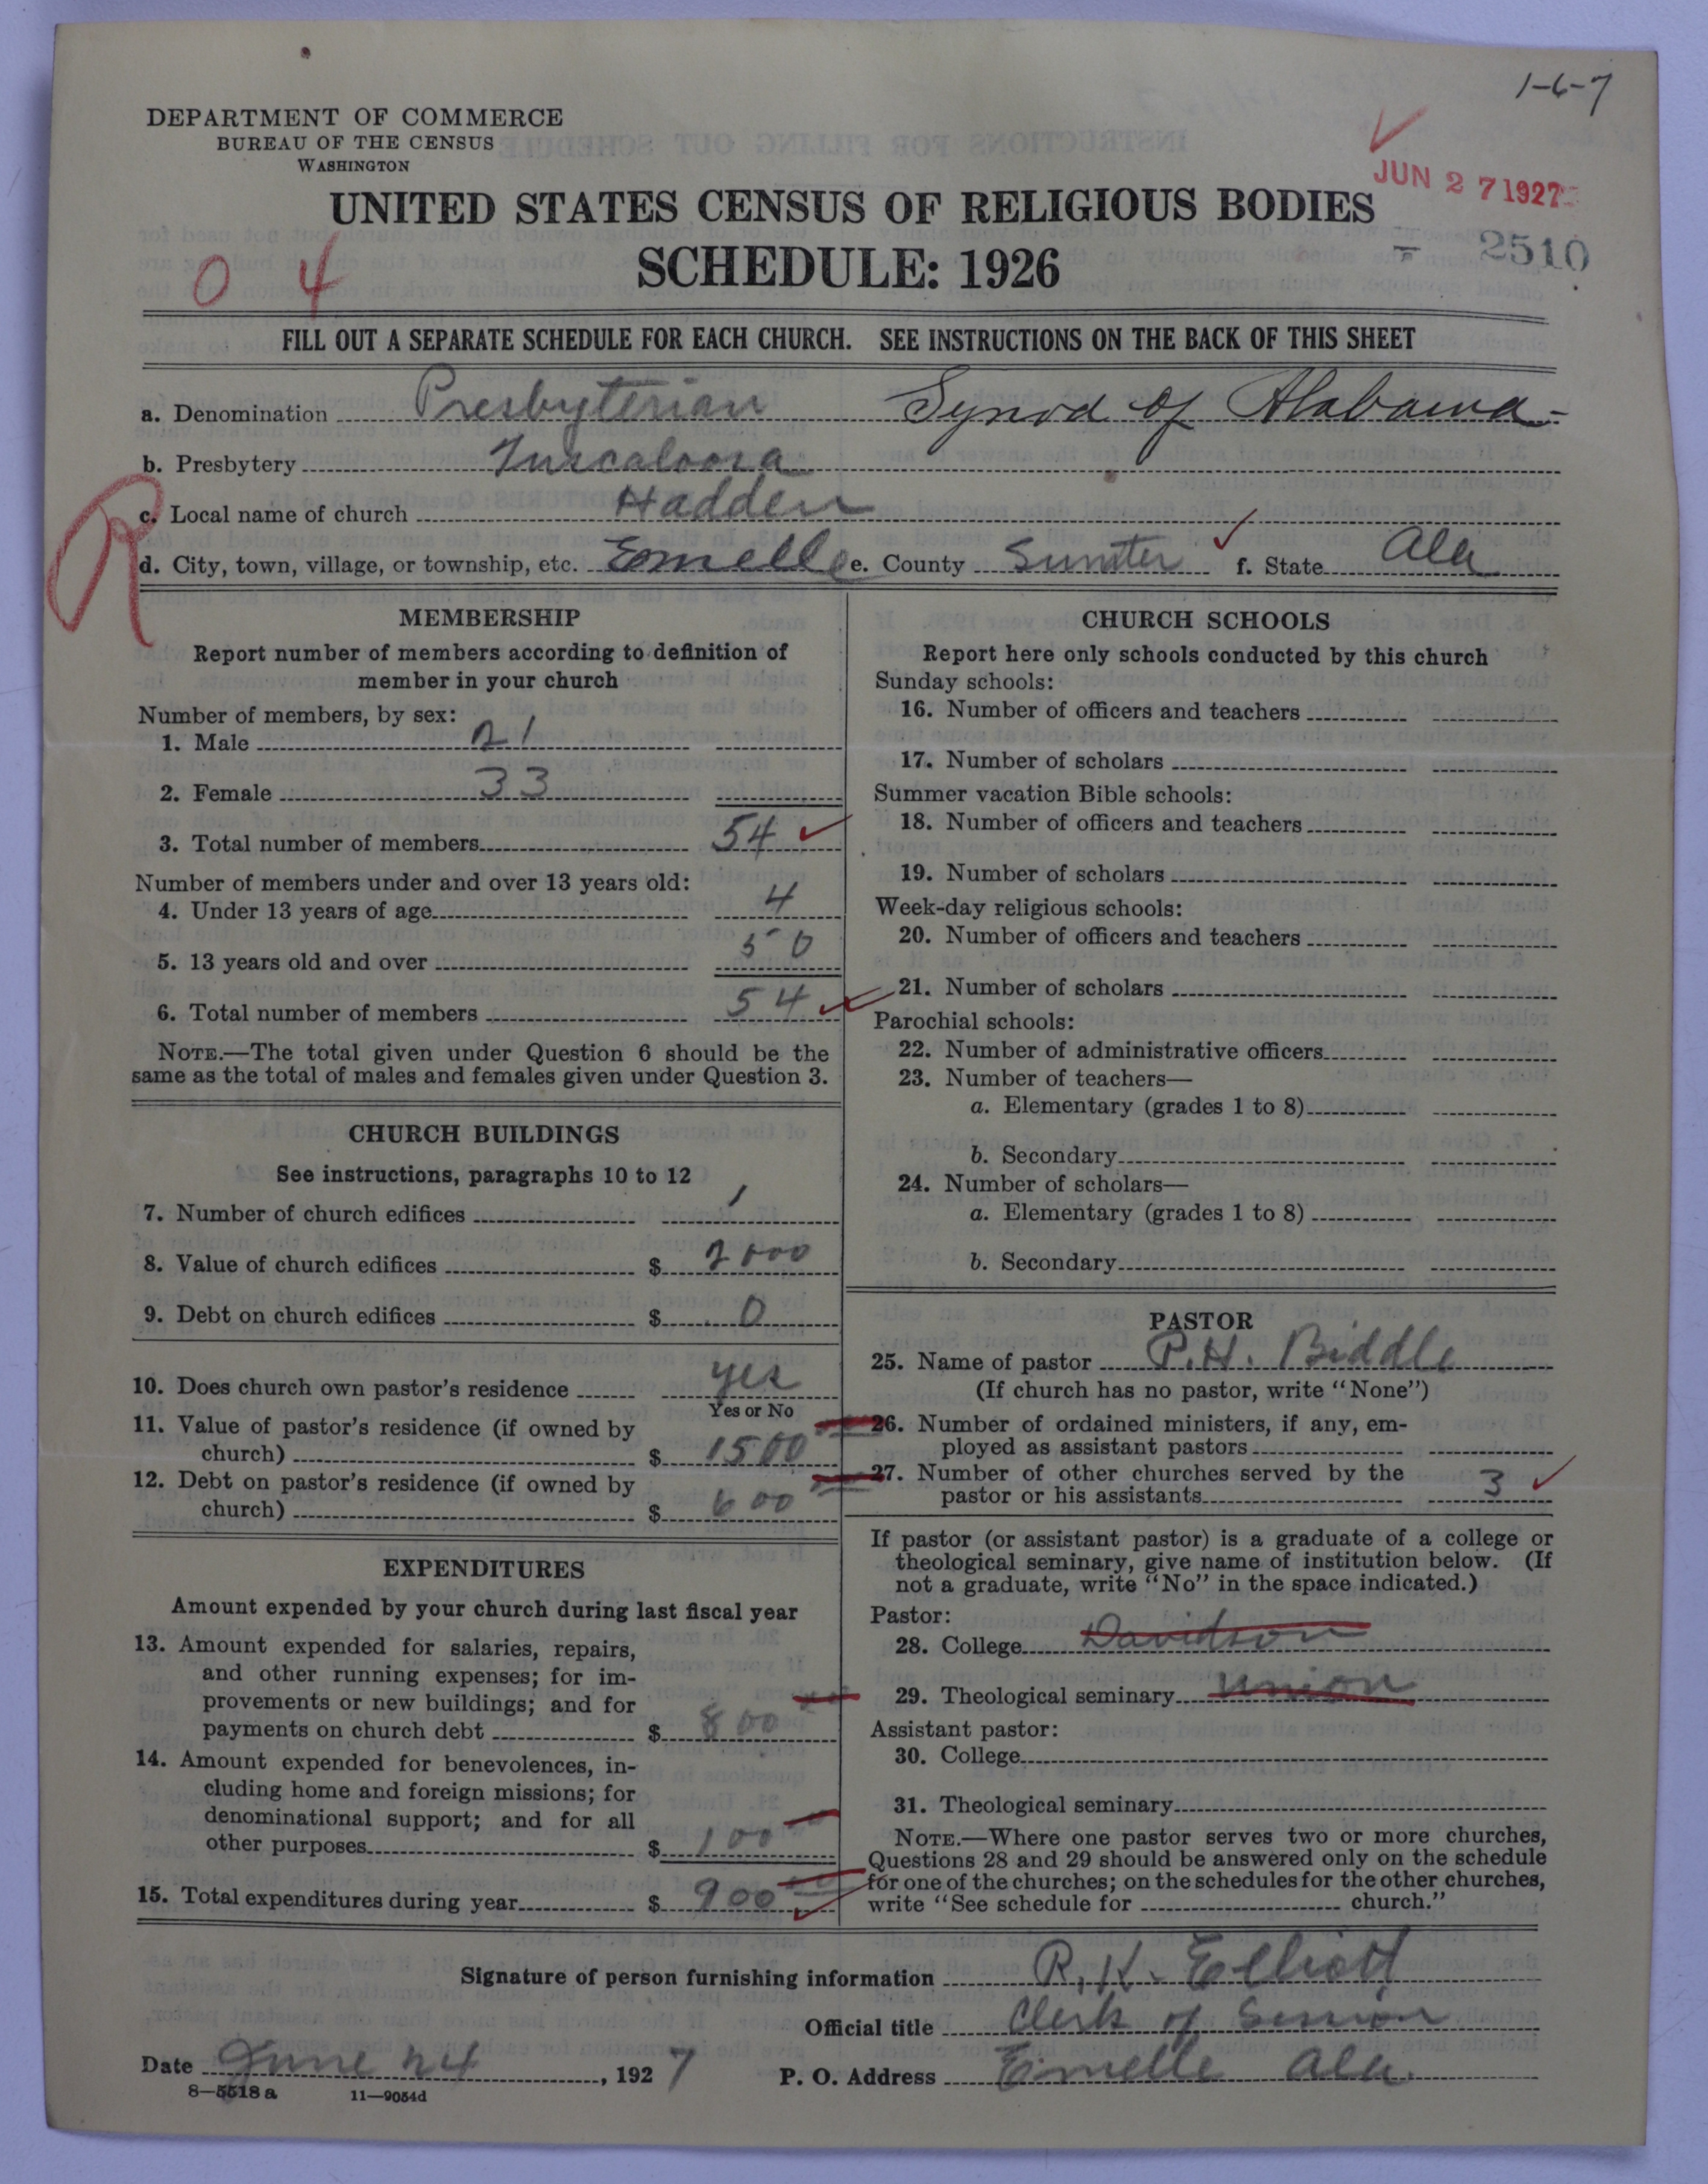 1-6-7
DEPARTMENT OF COMMERCE
BUREAU OF THE CENSUS
WASHINGTON
JUN 27 1927
UNITED STATES CENSUS OF RELIGIOUS BODIES
2510
0 4
SCHEDULE: 1926
FILL OUT A SEPARATE SCHEDULE FOR EACH CHURCH. SEE INSTRUCTIONS ON THE BACK OF THIS SHEET
a. Denomination Presbyterian Synod of Alabama
b. Presbytery Tuscaloosa
c. Local name of church Hadden
R
d. City, town, village, or township, etc. Emelle e. County Sumter f. State Ala
MEMBERSHIP
Report number of members according to definition of
member in your church
Number of members, by sex:
1. Male 21
2. Female 33
3. Total number of members 54
Number of members under and over 13 years old:
4. Under 13 years of age 4
5. 13 years old and over 50
6. Total number of members 54
NOTE.—The total given under Question 6 should be the
same as the total of males and females given under Question 3.
CHURCH BUILDINGS
See instructions, paragraphs 10 to 12
7. Number of church edifices 1
8. Value of church edifices $ 2000
9. Debt on church edifices $ 0
10. Does church own pastor's residence yes
Yes or No
11. Value of pastor's residence (if owned by
church) $ 1500
12. Debt on pastor's residence (if owned by
church) $ 600
EXPENDITURES
Amount expended by your church during last fiscal year
13. Amount expended for salaries, repairs,
and other running expenses; for im-
provements or new buildings; and for
payments on church debt $ 800
14. Amount expended for benevolences, in-
cluding home and foreign missions; for
denominational support; and for all
other purposes $ 100
15. Total expenditures during year $ 900
CHURCH SCHOOLS
Report here only schools conducted by this church
Sunday schools:
16. Number of officers and teachers
17. Number of scholars
Summer vacation Bible schools:
18. Number of officers and teachers
19. Number of scholars
Week-day religious schools:
20. Number of officers and teachers
21. Number of scholars
Parochial schools:
22. Number of administrative officers
23. Number of teachers—
a. Elementary (grades 1 to 8)
b. Secondary
24. Number of scholars—
a. Elementary (grades 1 to 8)
b. Secondary
PASTOR
25. Name of pastor P.H. Biddle
(If church has no pastor, write "None")
26. Number of ordained ministers, if any, em-
ployed as assistant pastors
27. Number of other churches served by the
pastor or his assistants 3
If pastor (or assistant pastor) is a graduate of a college or
theological seminary, give name of institution below. (If
not a graduate, write "No" in the space indicated.)
Pastor:
28. College Davidson
29. Theological seminary Union
Assistant pastor:
30. College
31. Theological seminary
NOTE.—Where one pastor serves two or more churches,
Questions 28 and 29 should be answered only on the schedule
for one of the churches; on the schedules for the other churches,
write "See schedule for church."
Signature of person furnishing information R. K. Elliott
Official title Clerk of Session
Date June 24, 1927 P. O. Address Emelle Ala.
8—5518 a 11—9054d